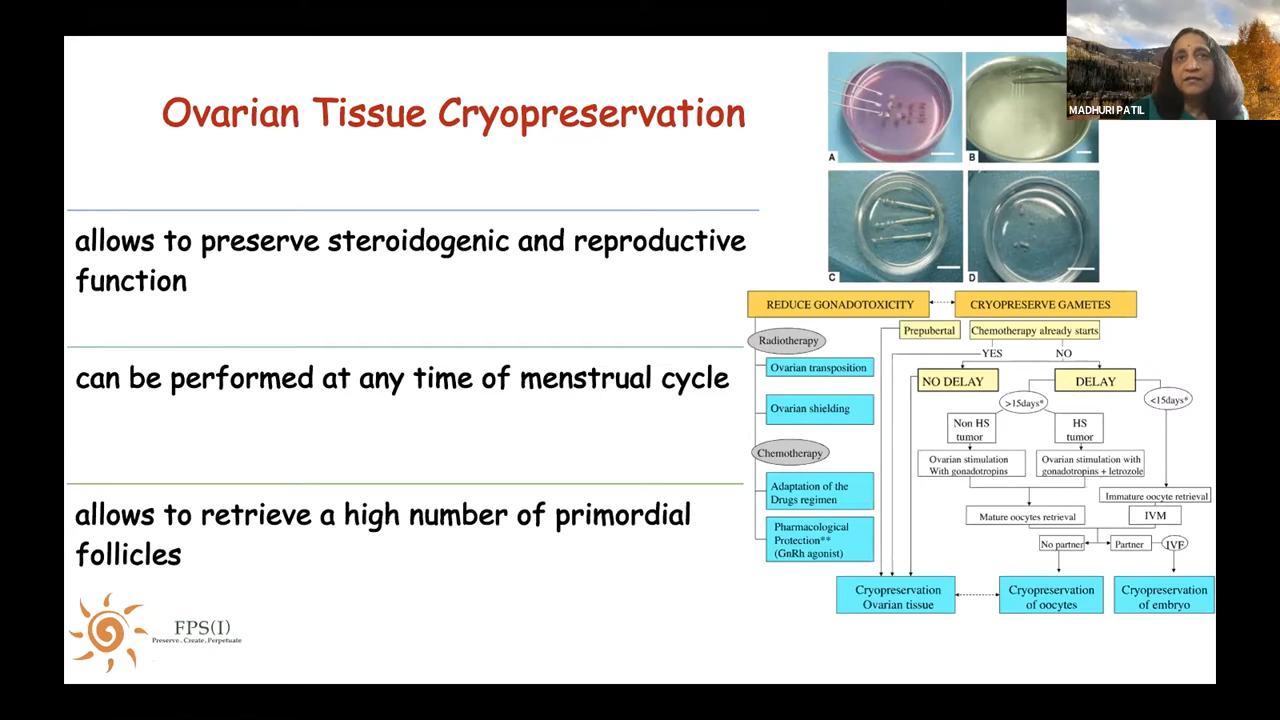 MADHURI PATIL
Ovarian Tissue Cryopreservation
allows to preserve steroidogenic and reproductive
function
can be performed at any time of menstrual cycle
allows to retrieve a high number of primordial
follicles
FPS(I)
Preserve . Create . Perpetuate
A
B
C
D
REDUCE GONADOTOXICITY
CRYOPRESERVE GAMETES
Radiotherapy
Ovarian transposition
Ovarian shielding
Chemotherapy
Adaptation of the
Drugs regimen
Pharmacological
Protection**
(GnRh agonist)
Prepubertal
Chemotherapy already starts
YES
NO
NO DELAY
DELAY
>15days*
<15days*
Non HS
tumor
HS
tumor
Ovarian stimulation
With gonadotropins
Ovarian stimulation with
gonadotropins + letrozole
Immature oocyte retrieval
Mature oocytes retrieval
IVM
No partner
Partner
IVF
Cryopreservation
Ovarian tissue
Cryopreservation
of oocytes
Cryopreservation
of embryo